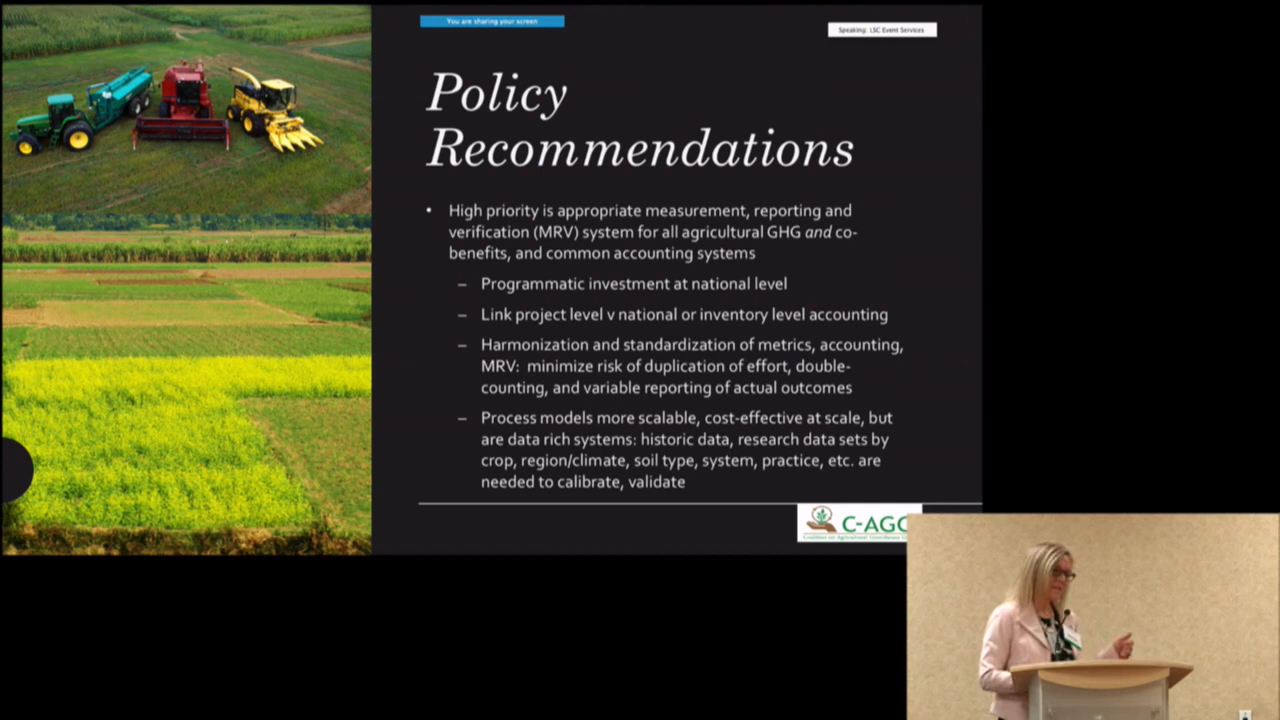 You are sharing your screen
Speaking: LSC Event Services
Policy
Recommendations
• High priority is appropriate measurement, reporting and
verification (MRV) system for all agricultural GHG and co-
benefits, and common accounting systems
– Programmatic investment at national level
– Link project level v national or inventory level accounting
– Harmonization and standardization of metrics, accounting,
MRV: minimize risk of duplication of effort, double-
counting, and variable reporting of actual outcomes
– Process models more scalable, cost-effective at scale, but
are data rich systems: historic data, research data sets by
crop, region/climate, soil type, system, practice, etc. are
needed to calibrate, validate
C-AGG
Coalition on Agricultural Greenhouse